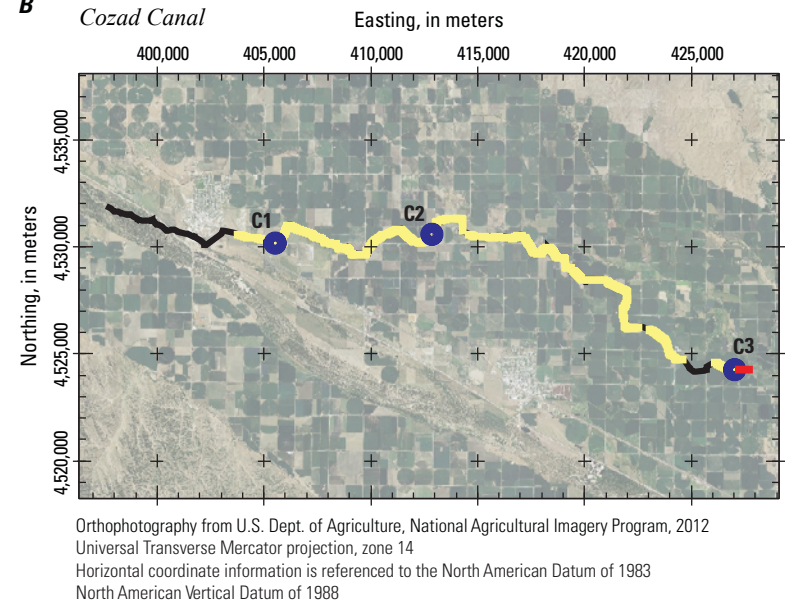 B
Cozad Canal
Easting, in meters
400,000 405,000 410,000 415,000 420,000 425,000
Northing, in meters
4,535,000
4,530,000
4,525,000
4,520,000
C1
C2
C3
Orthophotography from U.S. Dept. of Agriculture, National Agricultural Imagery Program, 2012
Universal Transverse Mercator projection, zone 14
Horizontal coordinate information is referenced to the North American Datum of 1983
North American Vertical Datum of 1988